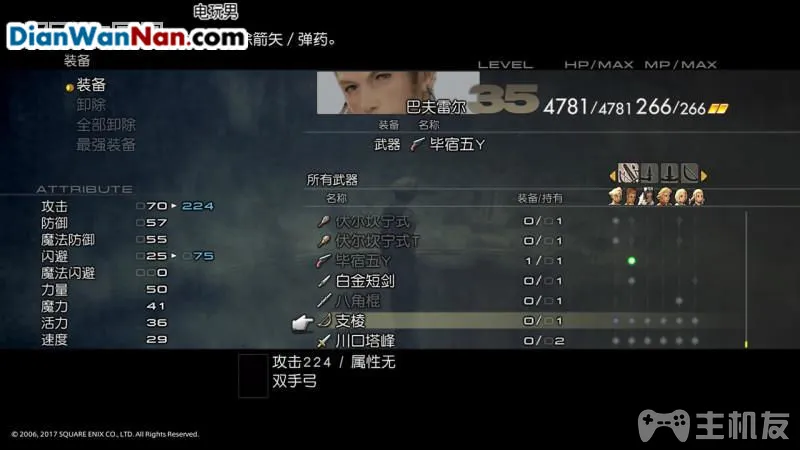 电玩男
DianWanNan.Com
除箭矢 / 弹药。
装备
装备
卸除
全部卸除
最强装备
LEVEL HP/MAX MP/MAX
巴夫雷尔 35 4781/4781 266/266
装备 名称
武器 毕宿五Y
所有武器
名称 装备/持有
伏尔坎宁式 0/1
伏尔坎宁式T 0/1
毕宿五Y 1/1
白金短剑 0/1
八角棍 0/1
支棱 0/1
川口塔峰 0/2
ATTRIBUTE
攻击 70 224
防御 57
魔法防御 55
闪避 25 75
魔法闪避 0
力量 50
魔力 41
活力 36
速度 29
攻击224 / 属性无
双手弓
© 2006, 2017 SQUARE ENIX CO., LTD. All Rights Reserved.
主机友